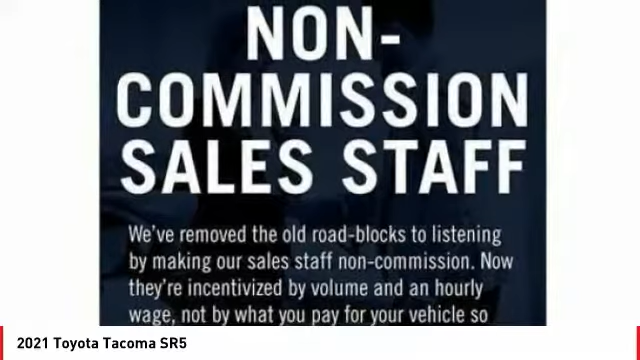 NON-
COMMISSION
SALES STAFF
We've removed the old road-blocks to listening
by making our sales staff non-commission. Now
they're incentivized by volume and an hourly
wage, not by what you pay for your vehicle so
2021 Toyota Tacoma SR5